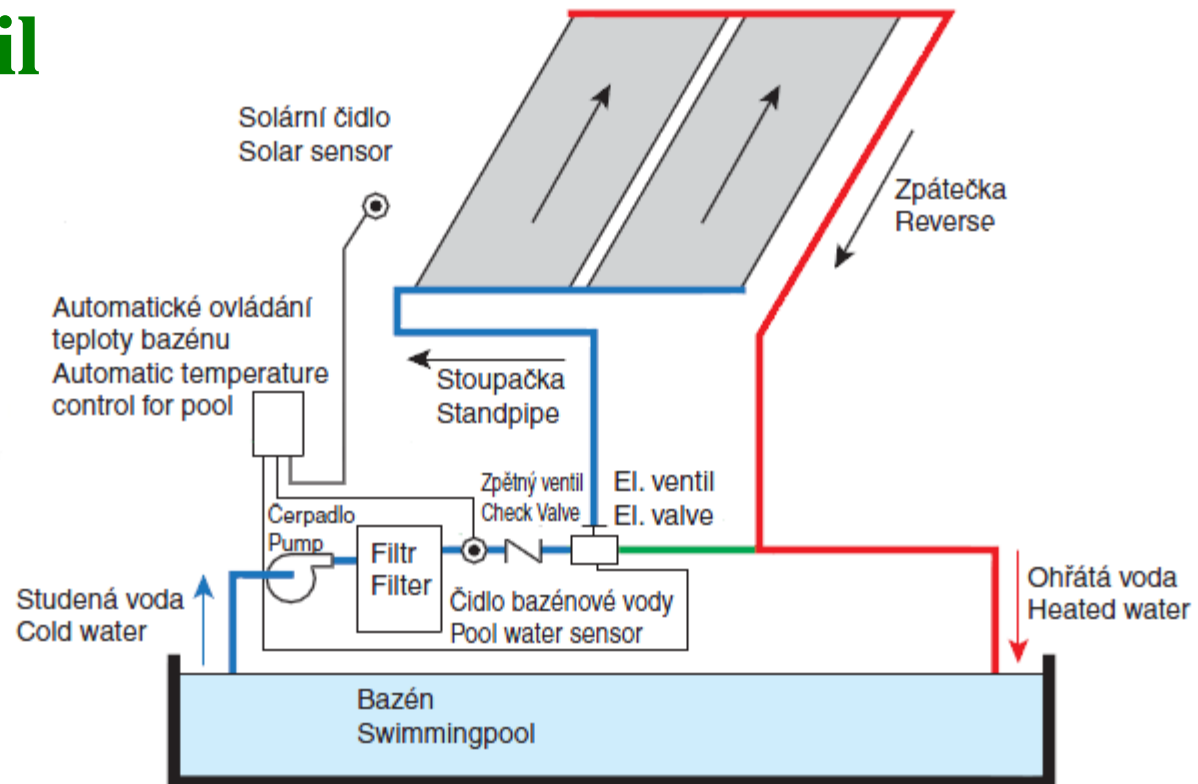 il
Solární čidlo
Solar sensor
Zpátečka
Reverse
Automatické ovládání
teploty bazénu
Automatic temperature
control for pool
Stoupačka
Standpipe
Zpětný ventil
Check Valve
El. ventil
El. valve
Čerpadlo
Pump
Filtr
Filter
Čidlo bazénové vody
Pool water sensor
Studená voda
Cold water
Ohřátá voda
Heated water
Bazén
Swimmingpool